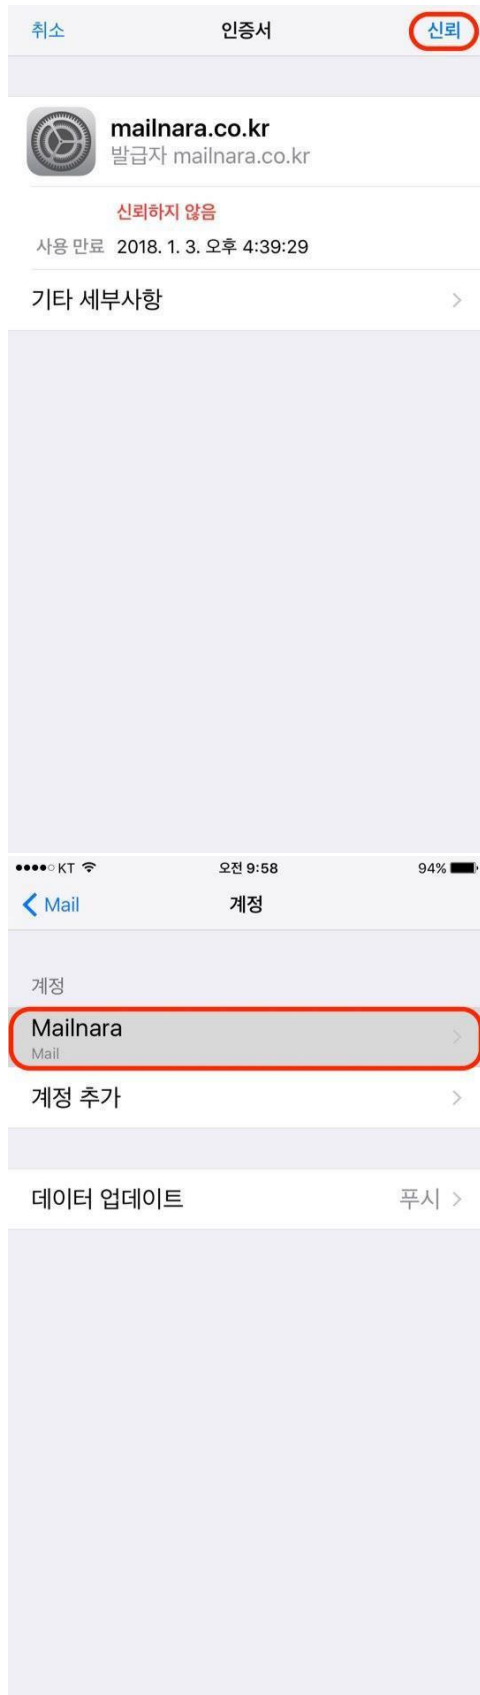 취소 인증서 신뢰
mailnara.co.kr
발급자 mailnara.co.kr
신뢰하지 않음
사용 만료 2018. 1. 3. 오후 4:39:29
기타 세부사항
KT 오전 9:58 94%
Mail 계정
계정
Mailnara
Mail
계정 추가
데이터 업데이트 푸시